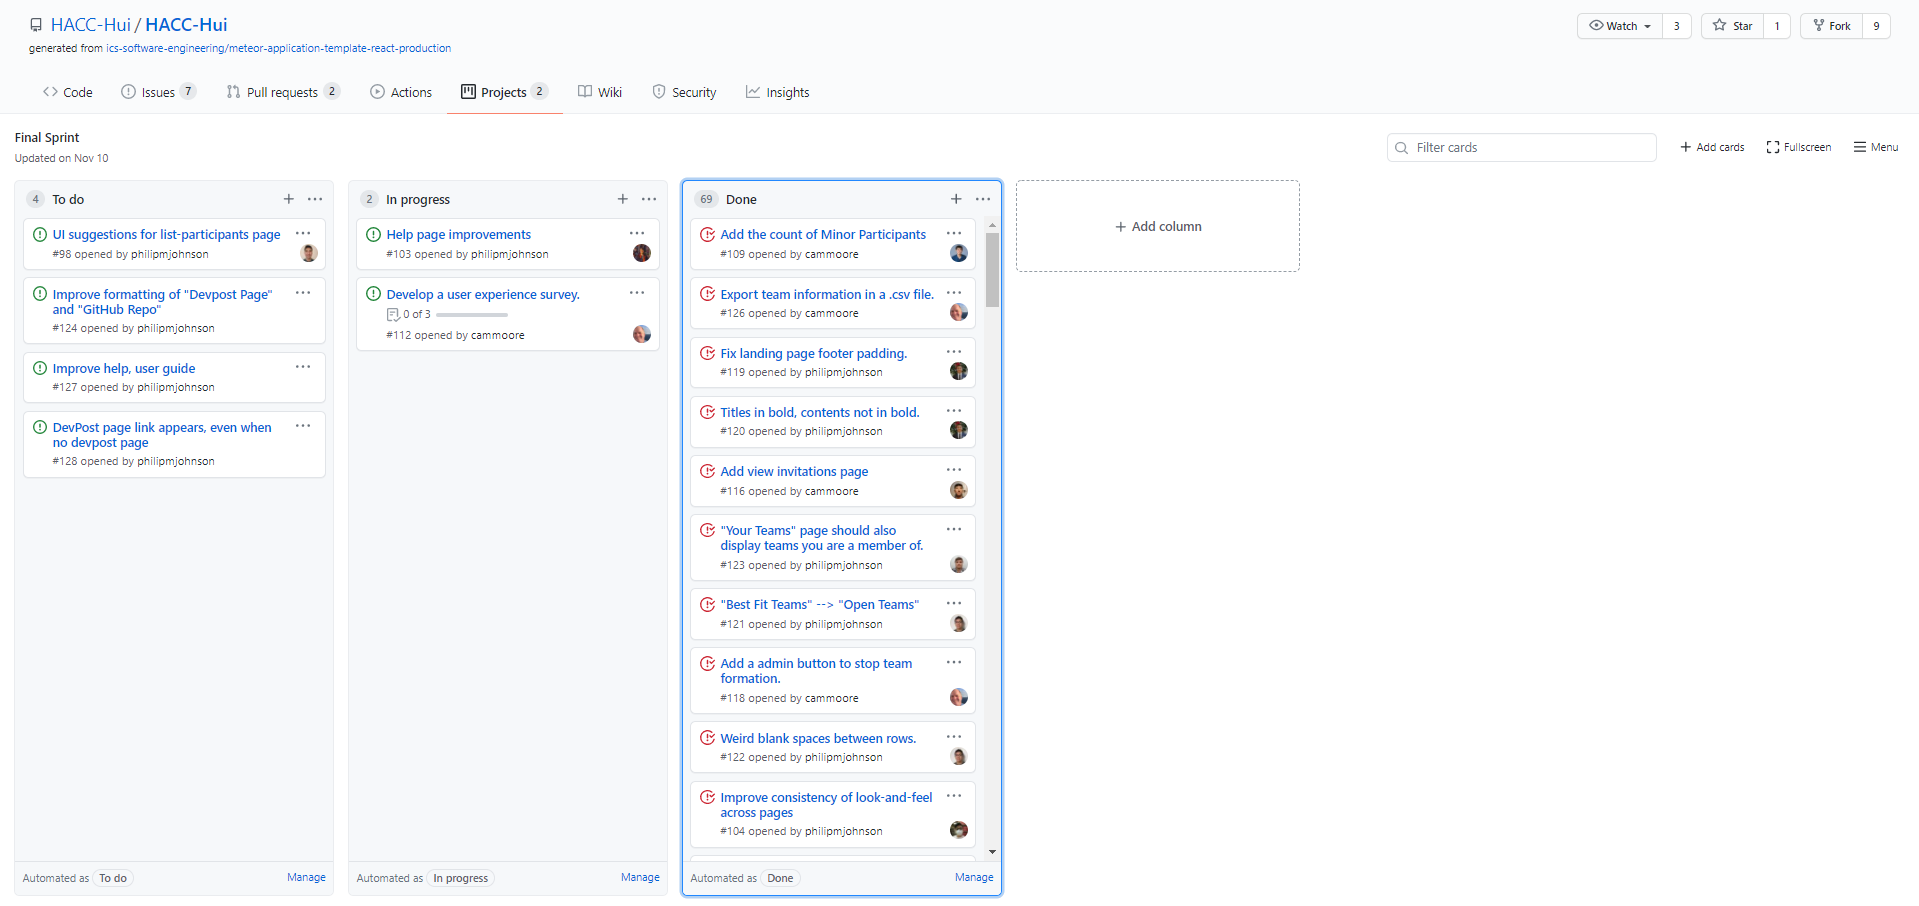 HACC-Hui / HACC-Hui
Watch 3
Star 1
Fork 9
generated from ics-software-engineering/meteor-application-template-react-production
Code
Issues 7
Pull requests 2
Actions
Projects 2
Wiki
Security
Insights
Final Sprint
Updated on Nov 10
Filter cards
Add cards
Fullscreen
Menu
4 To do
UI suggestions for list-participants page
#98 opened by philipmjohnson
Improve formatting of "Devpost Page"
and "GitHub Repo"
#124 opened by philipmjohnson
Improve help, user guide
#127 opened by philipmjohnson
DevPost page link appears, even when
no devpost page
#128 opened by philipmjohnson
Automated as To do
Manage
2 In progress
Help page improvements
#103 opened by philipmjohnson
Develop a user experience survey.
0 of 3
#112 opened by cammoore
Automated as In progress
Manage
69 Done
Add the count of Minor Participants
#109 opened by cammoore
Export team information in a .csv file.
#126 opened by cammoore
Fix landing page footer padding.
#119 opened by philipmjohnson
Titles in bold, contents not in bold.
#120 opened by philipmjohnson
Add view invitations page
#116 opened by cammoore
"Your Teams" page should also
display teams you are a member of.
#123 opened by philipmjohnson
"Best Fit Teams" --> "Open Teams"
#121 opened by philipmjohnson
Add a admin button to stop team
formation.
#118 opened by cammoore
Weird blank spaces between rows.
#122 opened by philipmjohnson
Improve consistency of look-and-feel
across pages
#104 opened by philipmjohnson
Automated as Done
Manage
Add column